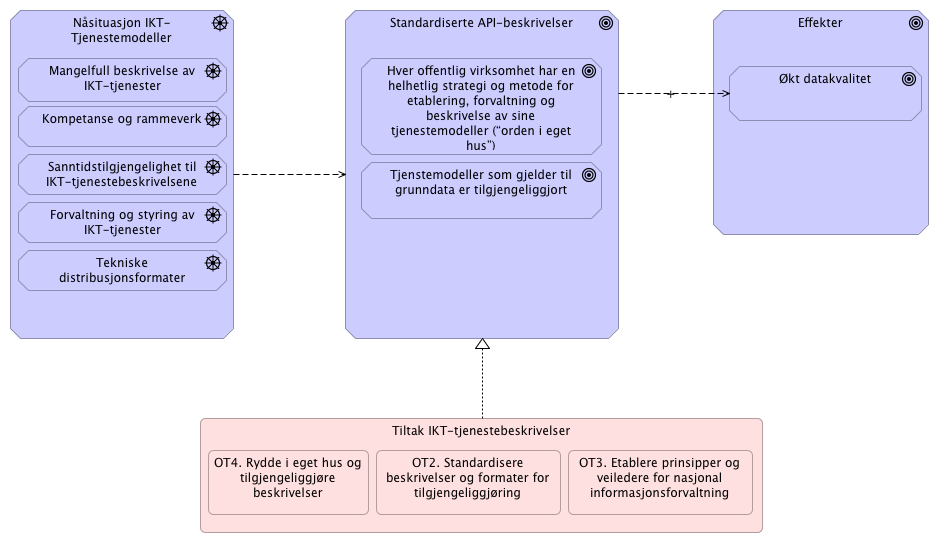 Nåsituasjon IKT-
Tjenestemodeller
Mangelfull beskrivelse av
IKT-tjenester
Kompetanse og rammeverk
Sanntidstilgjengelighet til
IKT-tjenestebeskrivelsene
Forvaltning og styring av
IKT-tjenester
Tekniske
distribusjonsformater
Standardiserte API-beskrivelser
Hver offentlig virksomhet har en
helhetlig strategi og metode for
etablering, forvaltning og
beskrivelse av sine
tjenestemodeller ("orden i eget
hus")
Tjenstemodeller som gjelder til
grunndata er tilgjengeliggjort
+
Effekter
Økt datakvalitet
Tiltak IKT-tjenestebeskrivelser
OT4. Rydde i eget hus og
tilgjengeliggjøre
beskrivelser
OT2. Standardisere
beskrivelser og formater for
tilgjengeliggjøring
OT3. Etablere prinsipper og
veiledere for nasjonal
informasjonsforvaltning